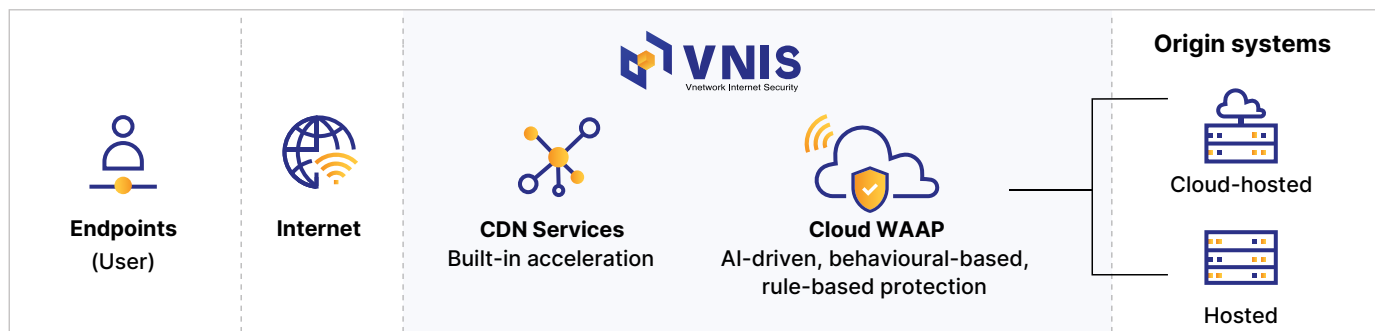 VNIS
Vnetwork Internet Security
Origin systems
Endpoints
(User)
Internet
CDN Services
Built-in acceleration
Cloud WAAP
AI-driven, behavioural-based,
rule-based protection
Cloud-hosted
Hosted